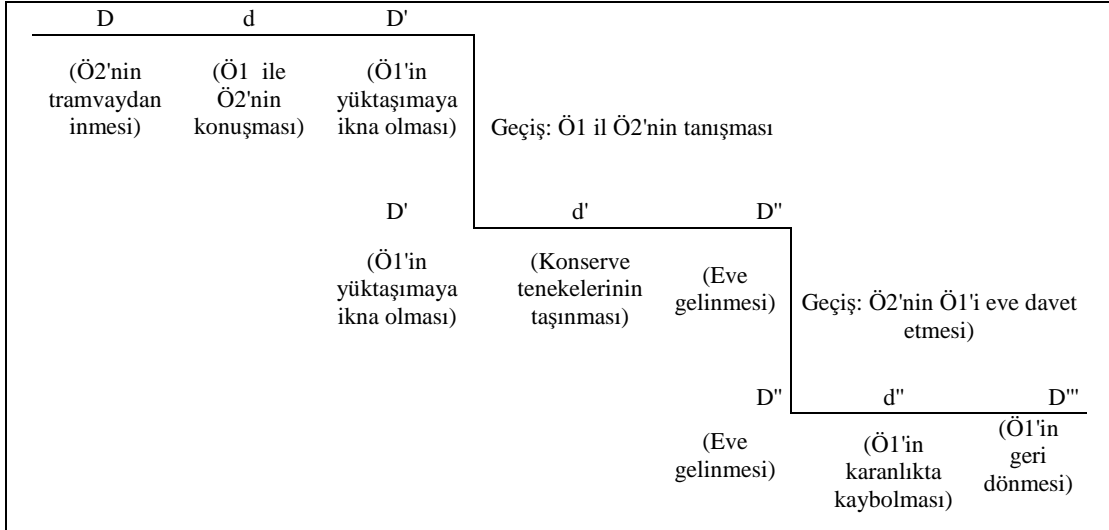 D d D'
(Ö2'nin
tramvaydan
inmesi)
(Ö1 ile
Ö2'nin
konuşması)
(Ö1'in
yüktaşımaya
ikna olması)
Geçiş: Ö1 il Ö2'nin tanışması
D' d' D''
(Ö1'in
yüktaşımaya
ikna olması)
(Konserve
tenekelerinin
taşınması)
(Eve
gelinmesi)
Geçiş: Ö2'nin Ö1'i eve davet
etmesi)
D'' d'' D'''
(Eve
gelinmesi)
(Ö1'in
karanlıkta
kaybolması)
(Ö1'in
geri
dönmesi)